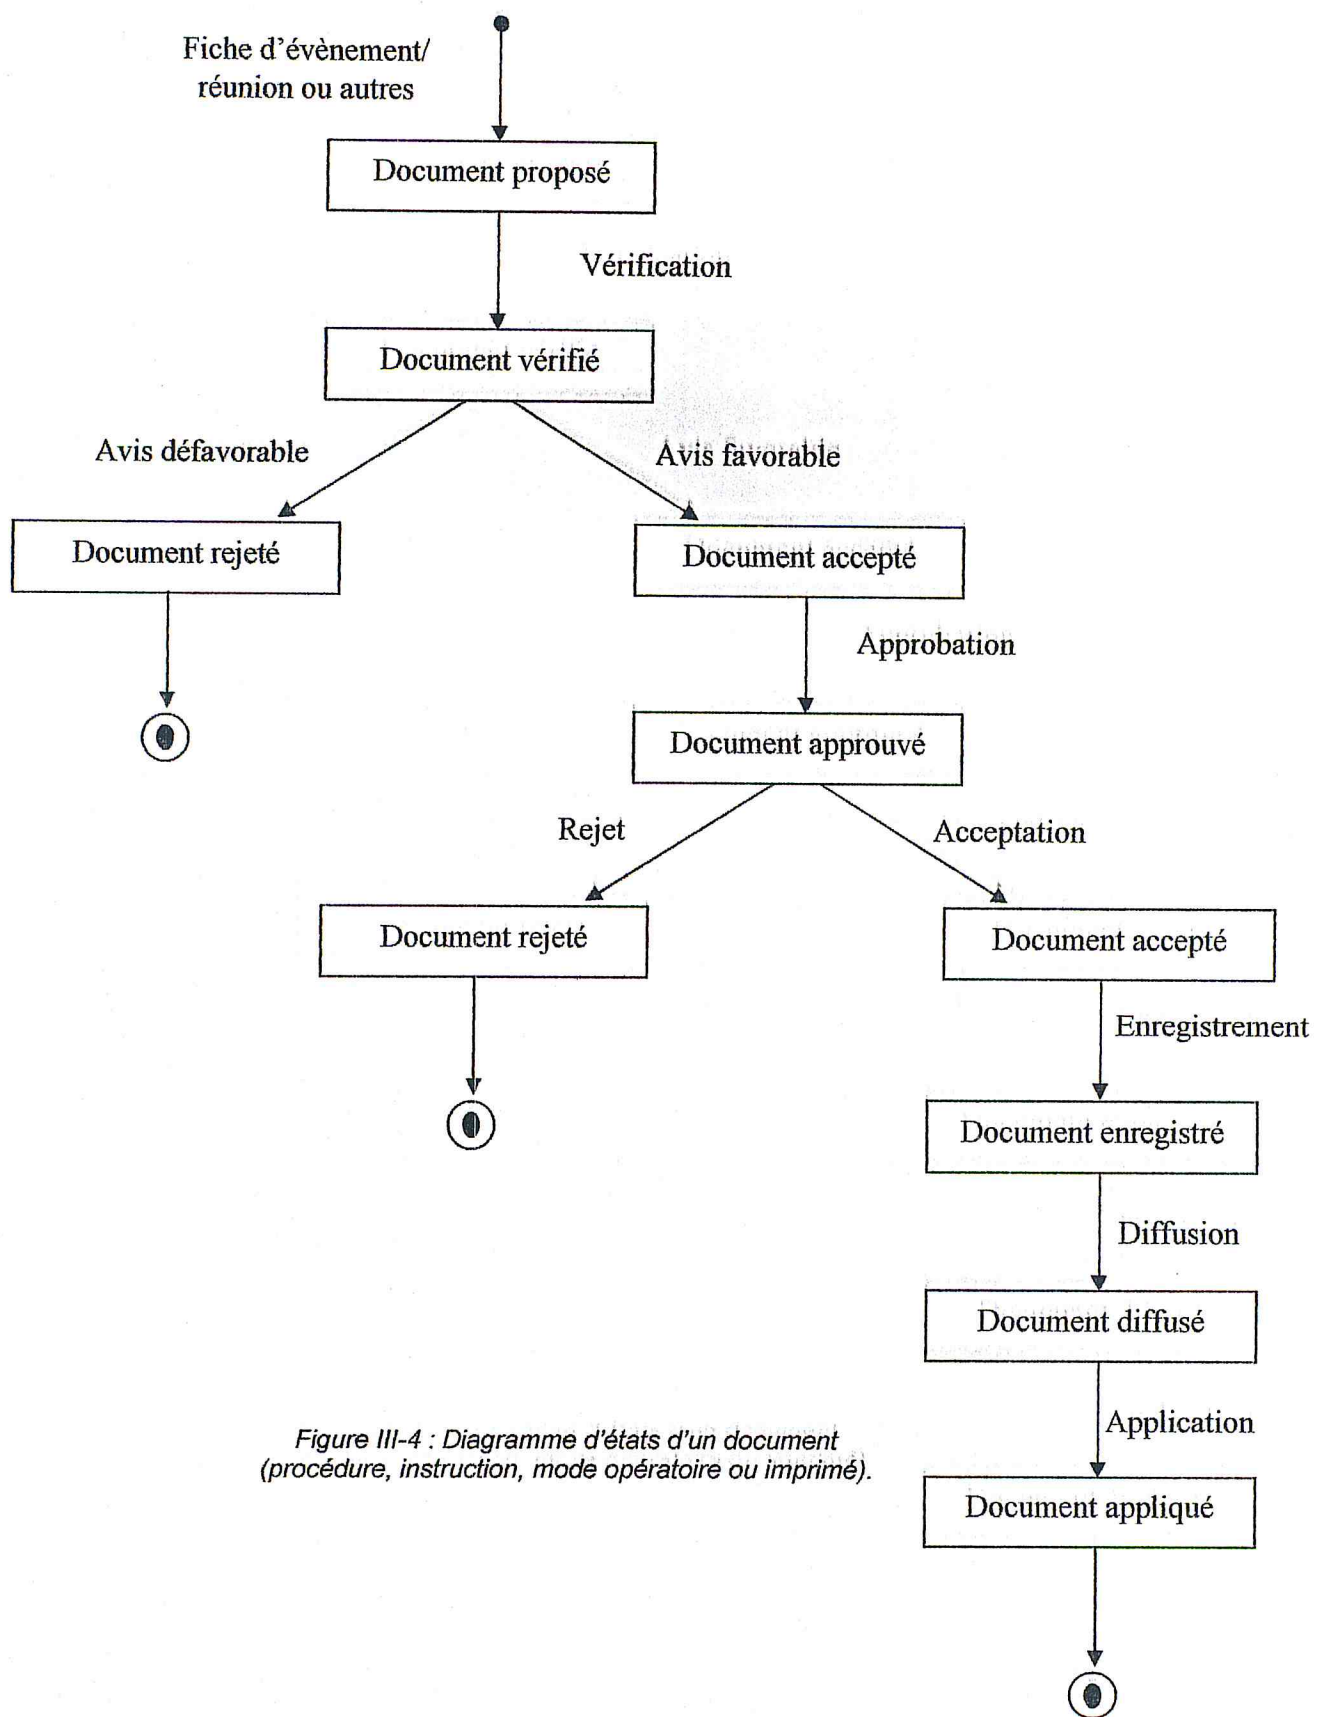 Fiche d'évènement/
réunion ou autres
Document proposé
Vérification
Document vérifié
Avis défavorable
Avis favorable
Document rejeté
Document accepté
Approbation
Document approuvé
Rejet
Acceptation
Document rejeté
Document accepté
Enregistrement
Document enregistré
Diffusion
Document diffusé
Application
Figure III-4 : Diagramme d'états d'un document
(procédure, instruction, mode opératoire ou imprimé).
Document appliqué